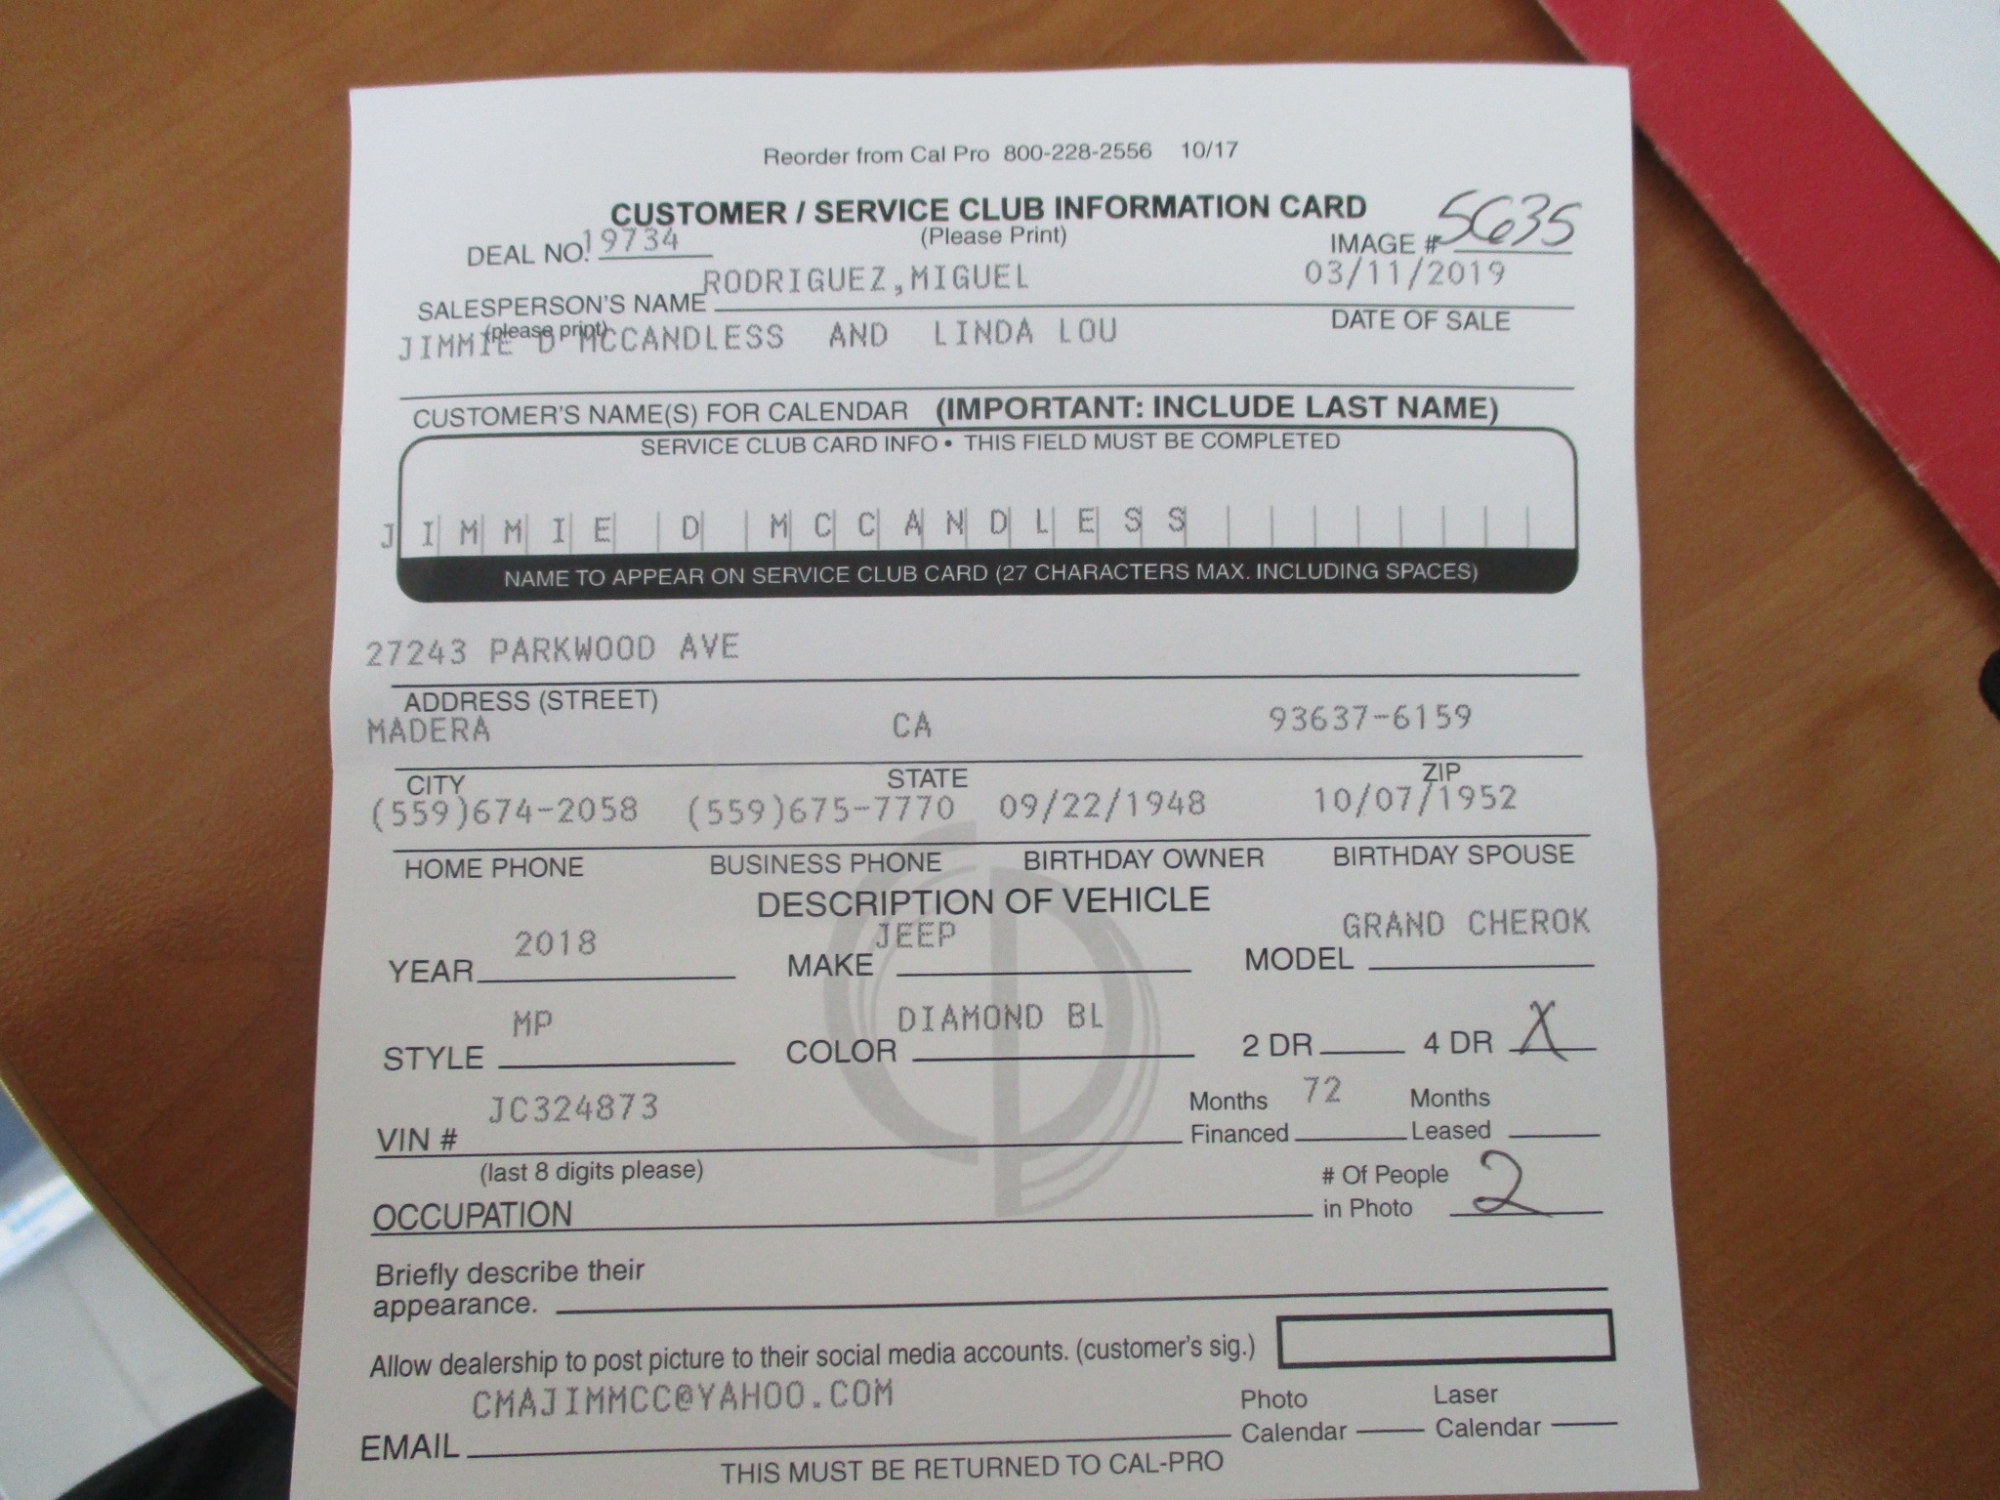 Reorder from Cal Pro 800-228-2556 10/17
CUSTOMER / SERVICE CLUB INFORMATION CARD
(Please Print)
DEAL NO. 19734
IMAGE # 5635
RODRIGUEZ,MIGUEL 03/11/2019
SALESPERSON'S NAME
(please print)
DATE OF SALE
JIMMIE D MCCANDLESS AND LINDA LOU
CUSTOMER'S NAME(S) FOR CALENDAR (IMPORTANT: INCLUDE LAST NAME)
SERVICE CLUB CARD INFO • THIS FIELD MUST BE COMPLETED
JIMMIE D MCCANDLESS
NAME TO APPEAR ON SERVICE CLUB CARD (27 CHARACTERS MAX. INCLUDING SPACES)
27243 PARKWOOD AVE
ADDRESS (STREET)
MADERA CA 93637-6159
CITY STATE ZIP
(559)674-2058 (559)675-7770 09/22/1948 10/07/1952
HOME PHONE BUSINESS PHONE BIRTHDAY OWNER BIRTHDAY SPOUSE
DESCRIPTION OF VEHICLE
YEAR 2018 MAKE JEEP MODEL GRAND CHEROK
STYLE MP COLOR DIAMOND BL 2 DR 4 DR X
VIN # JC324873
(last 8 digits please)
Months Financed 72 Months Leased
OCCUPATION
# Of People in Photo 2
Briefly describe their
appearance.
Allow dealership to post picture to their social media accounts. (customer's sig.)
EMAIL CMAJIMMCC@YAHOO.COM
Photo Calendar Laser Calendar
THIS MUST BE RETURNED TO CAL-PRO